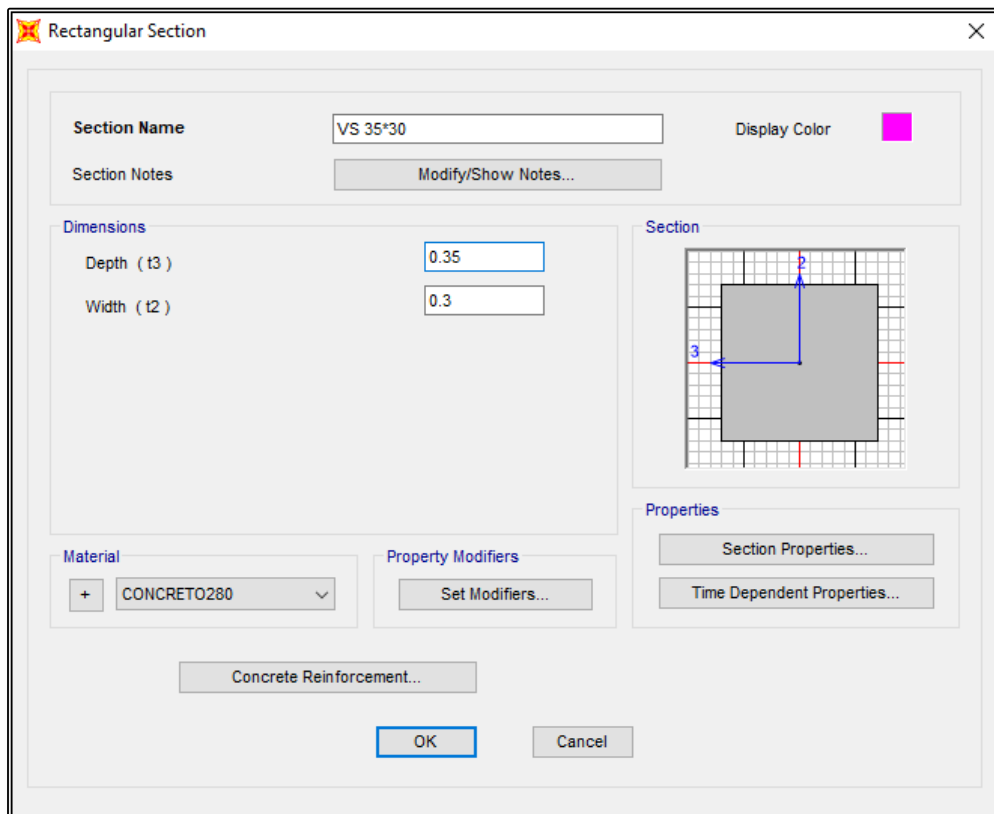 Rectangular Section
Section Name
VS 35*30
Display Color
Section Notes
Modify/Show Notes...
Dimensions
Depth ( t3 )
0.35
Width ( t2 )
0.3
Section
2
3
Properties
Section Properties...
Time Dependent Properties...
Material
+
CONCRETO280
Property Modifiers
Set Modifiers...
Concrete Reinforcement...
OK
Cancel